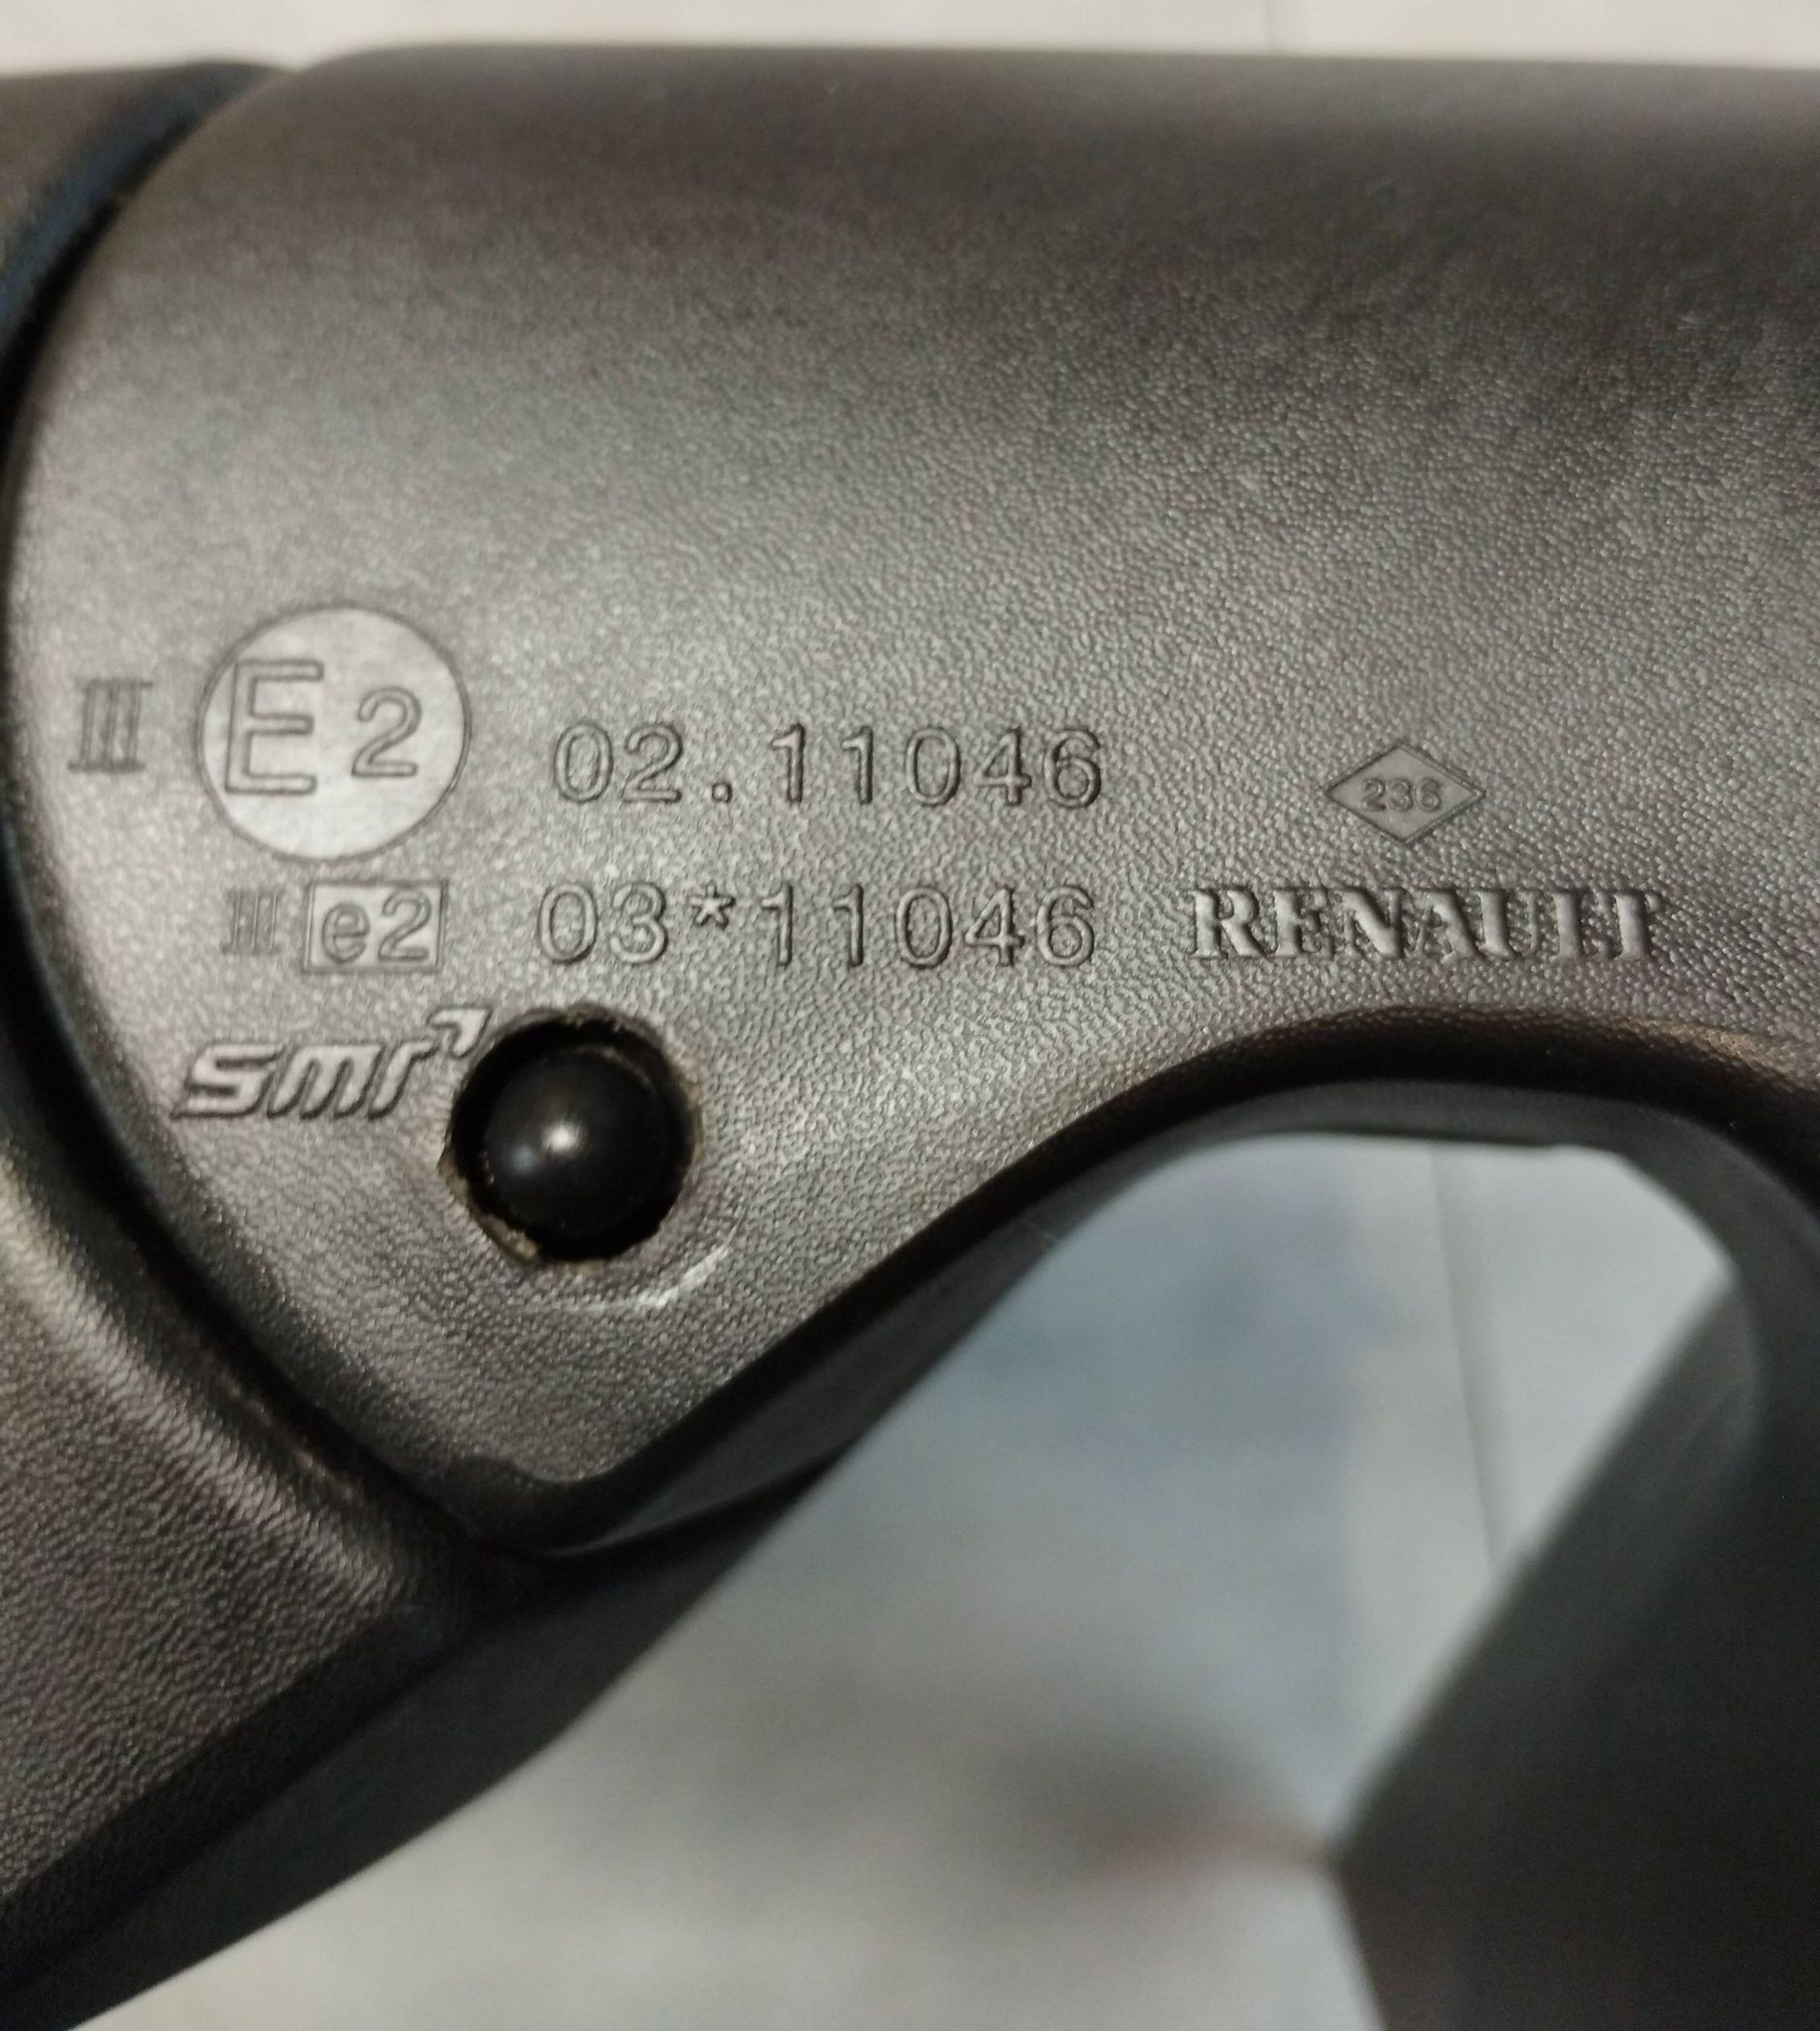 III E2 02.11046
236
III e2 03*11046 RENAULT
smr